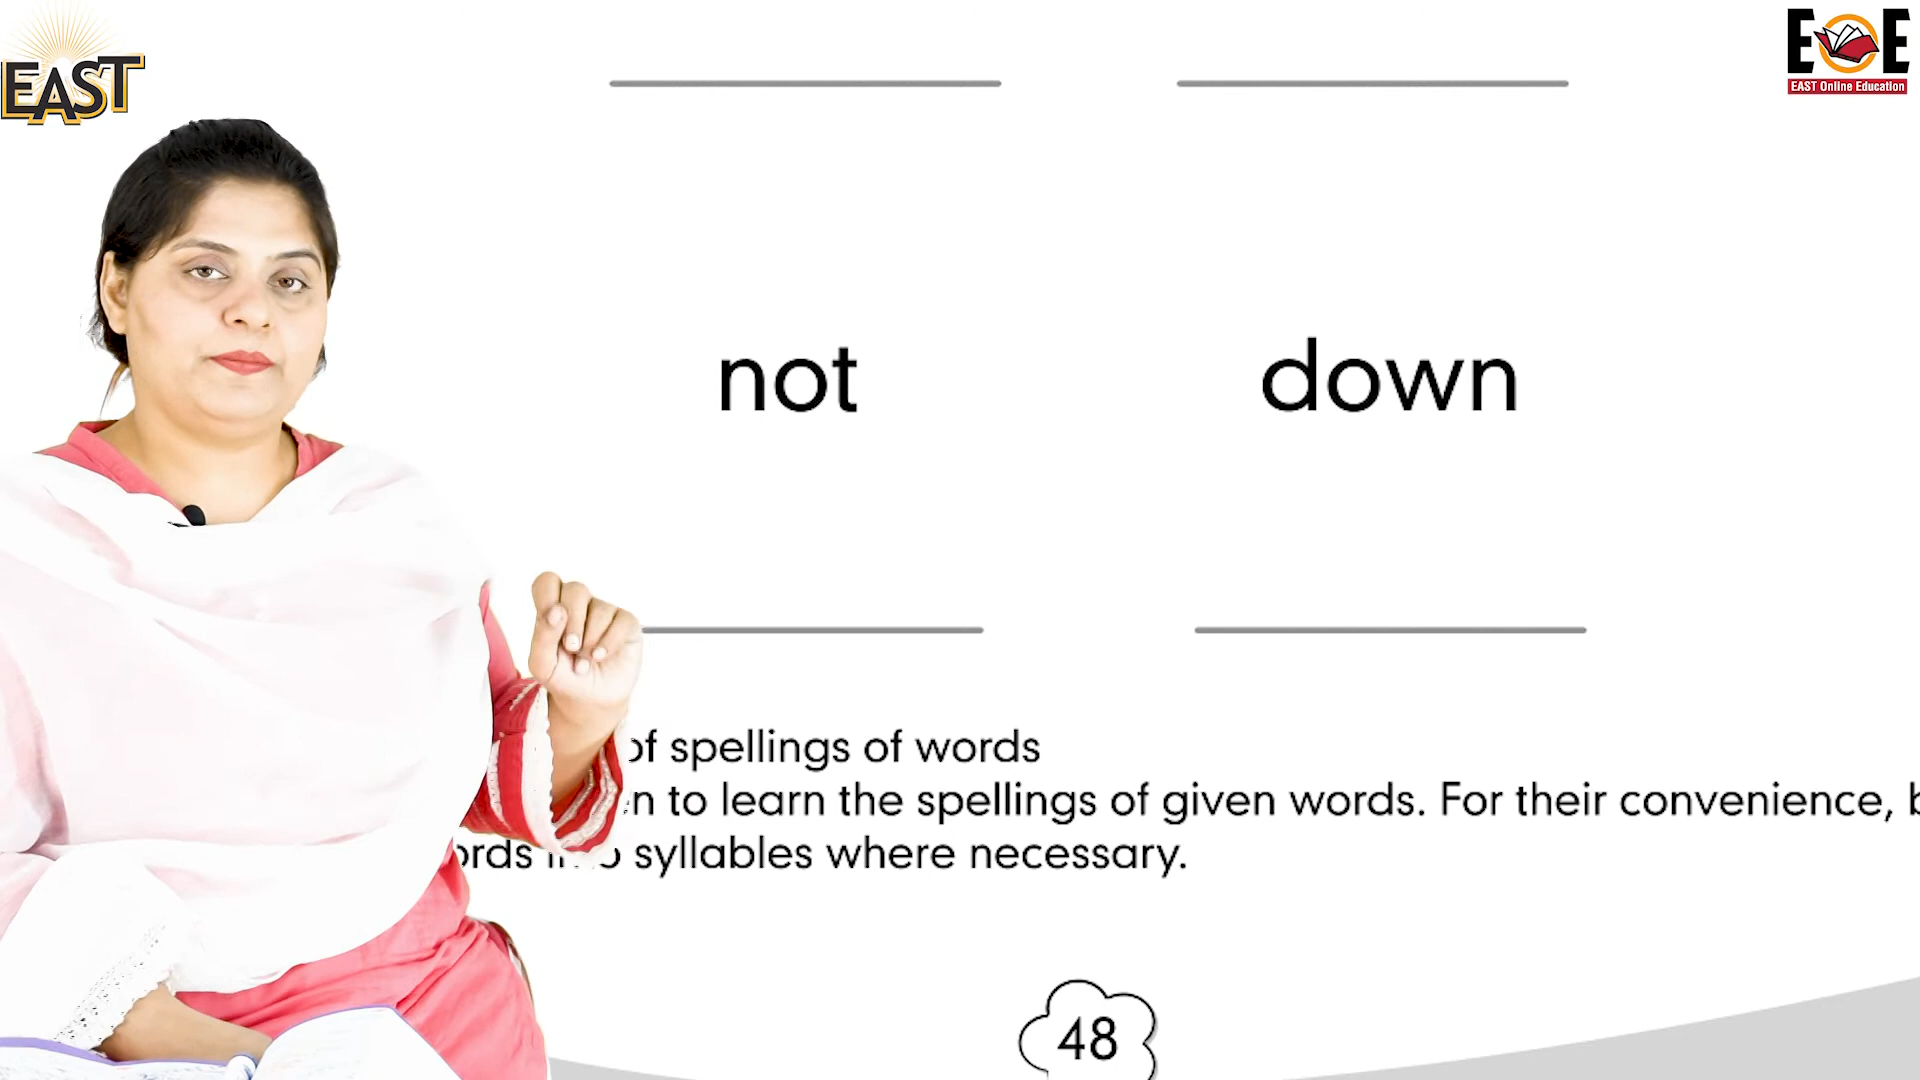 EAST
EOE
EAST Online Education
not down
of spellings of words
to learn the spellings of given words. For their convenience,
syllables where necessary.
48